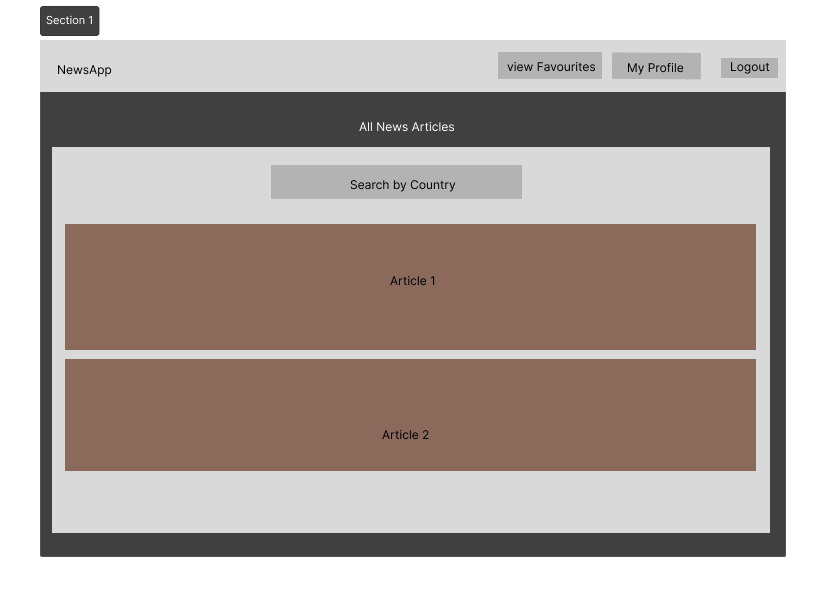 Section 1
NewsApp
view Favourites
My Profile
Logout
All News Articles
Search by Country
Article 1
Article 2